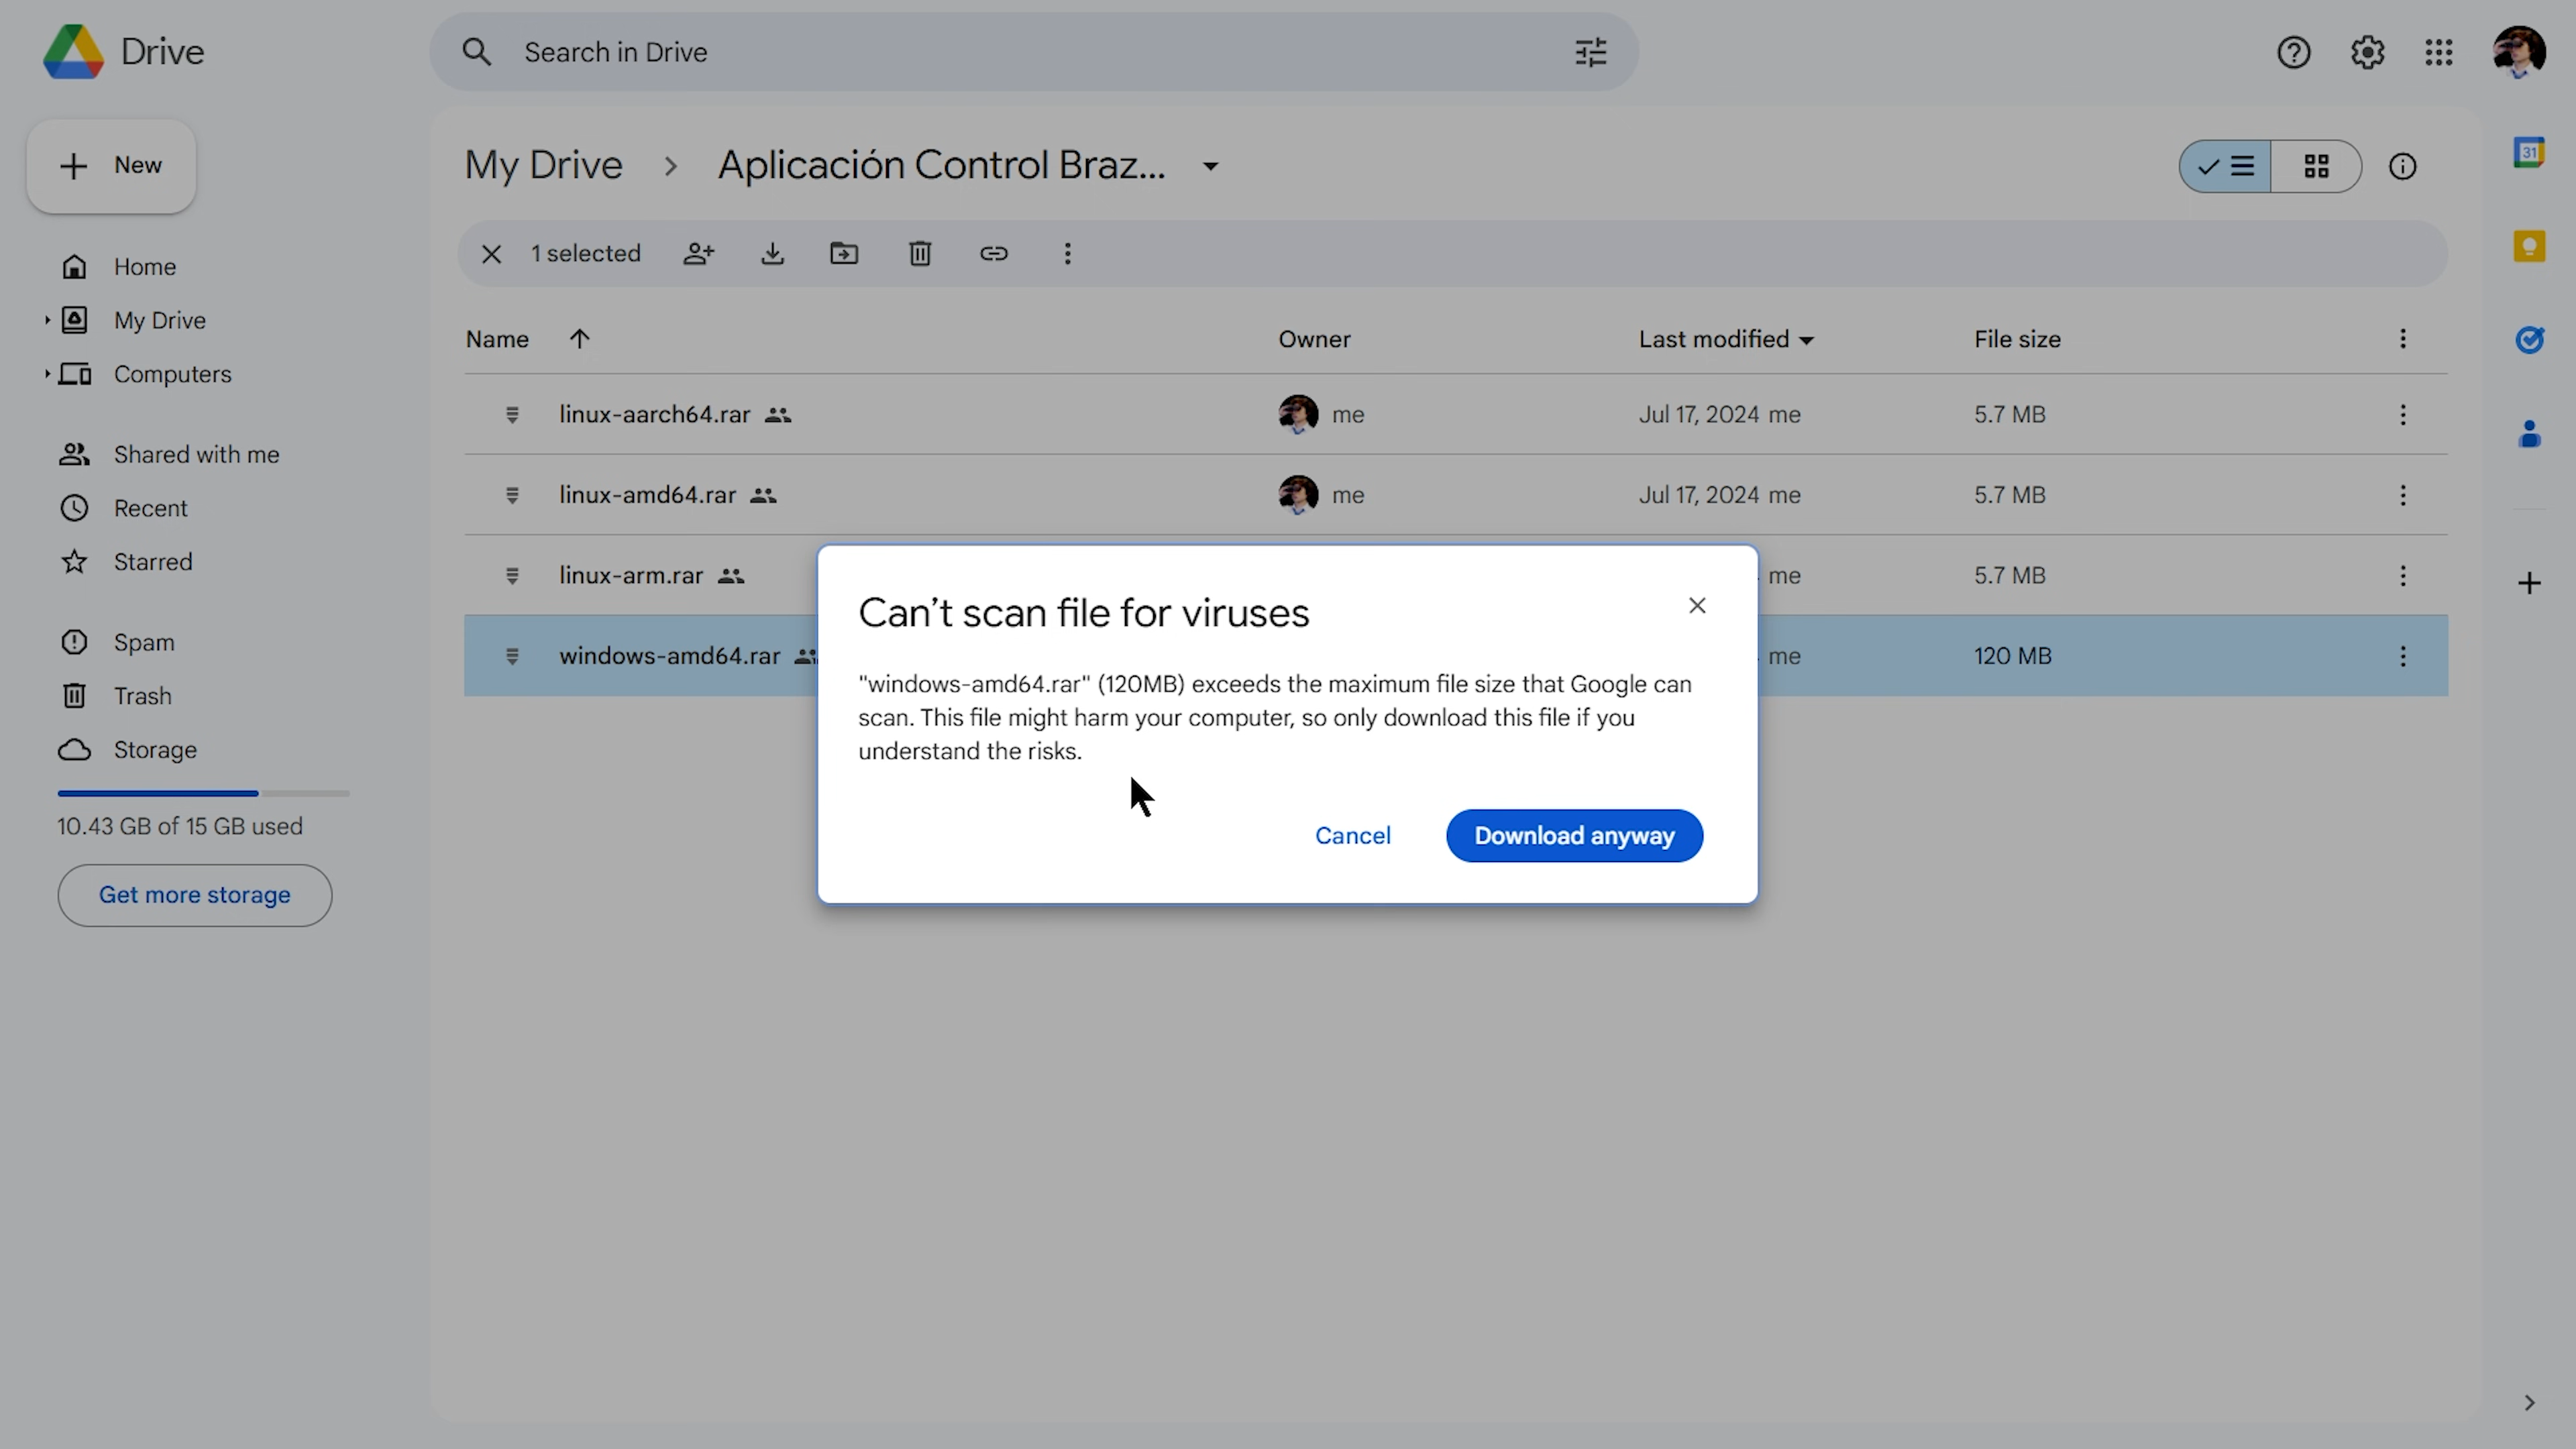 Drive
Search in Drive
New
My Drive
Aplicación Control Braz...
31
1 selected
Home
My Drive
Computers
Shared with me
Recent
Starred
Spam
Trash
Storage
10.43 GB of 15 GB used
Get more storage
Name
Owner
Last modified
File size
linux-aarch64.rar
me
Jul 17, 2024 me
5.7 MB
linux-amd64.rar
me
Jul 17, 2024 me
5.7 MB
linux-arm.rar
me
5.7 MB
windows-amd64.rar
me
120 MB
Can't scan file for viruses
"windows-amd64.rar" (120MB) exceeds the maximum file size that Google can
scan. This file might harm your computer, so only download this file if you
understand the risks.
Cancel
Download anyway